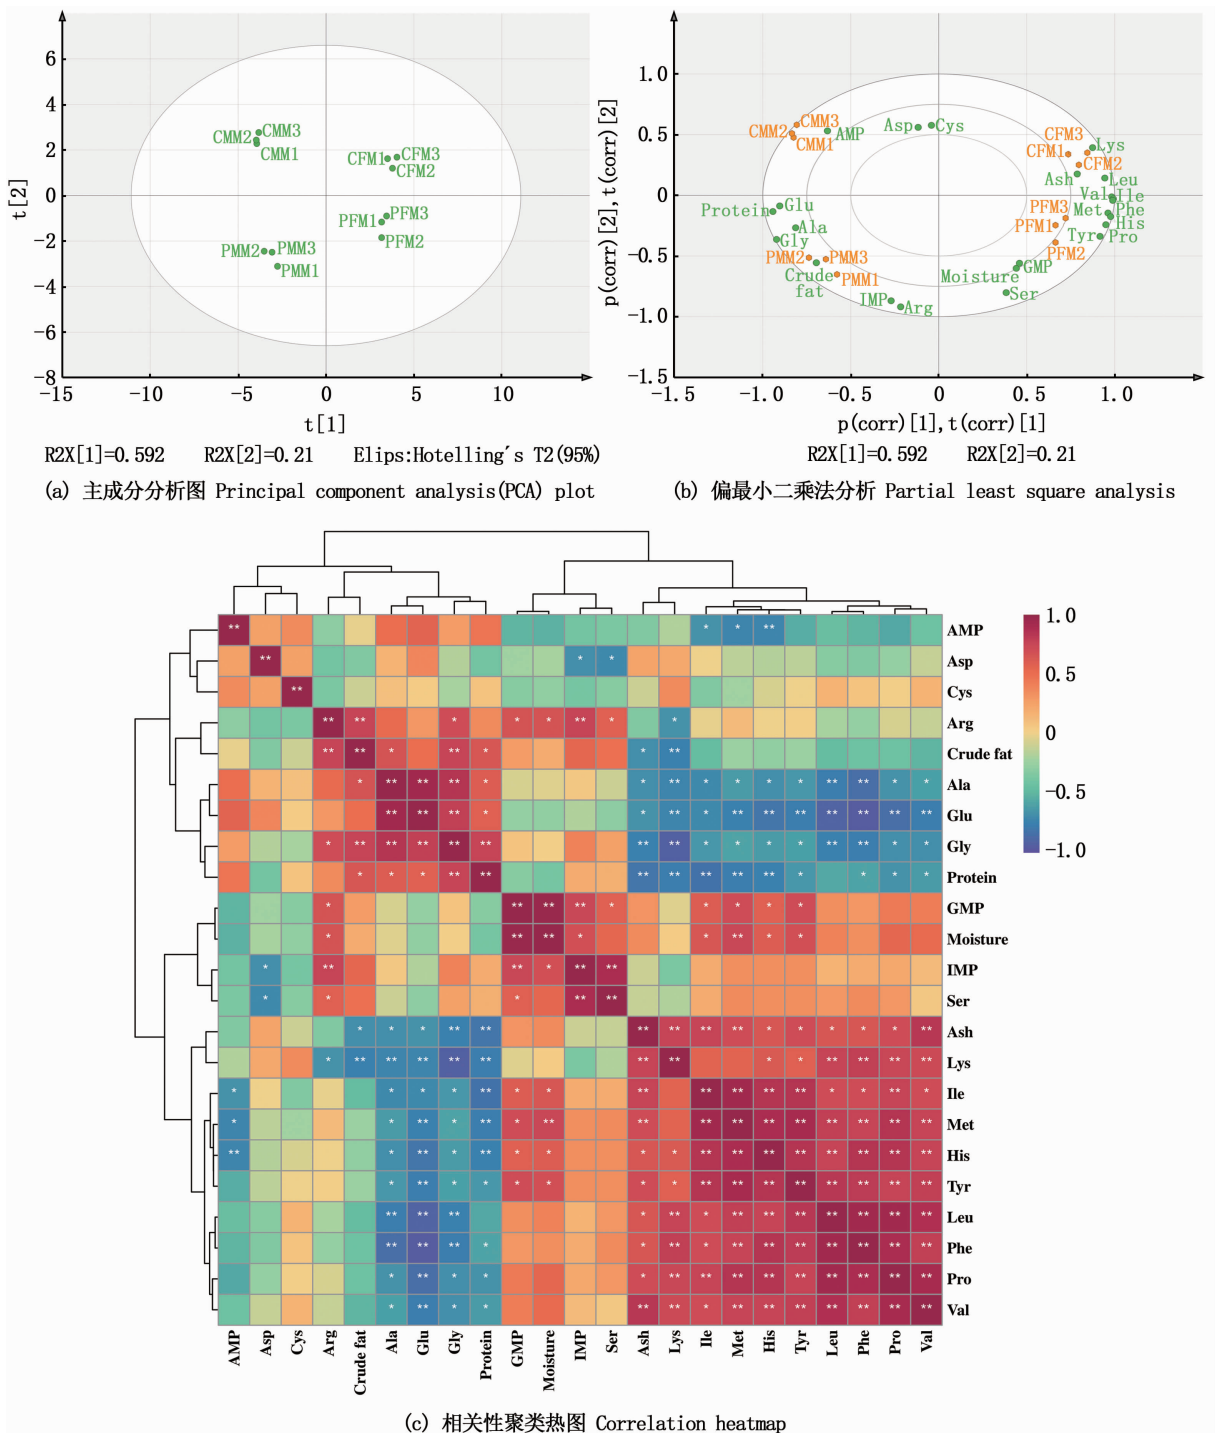 6
4
2
0
−2
−4
−6
−8
t[2]
−15
−10
−5
0
5
10
t[1]
CMM3
CMM2
CMM1
CFM1
CFM3
CFM2
PFM3
PFM1
PFM2
PMM2
PMM3
PMM1
R2X[1]=0.592 R2X[2]=0.21 Elips:Hotelling´s T2(95%)
(a) 主成分分析图 Principal component analysis(PCA) plot
1.0
0.5
0
−0.5
−1.0
−1.5
p(corr)[2],t(corr)[2]
−1.5
−1.0
−0.5
0
0.5
1.0
p(corr)[1],t(corr)[1]
CMM3
CMM2
CMM1
AMP
Asp
Cys
CFM3
CFM1
CFM2
Lys
Ash
Leu
Val
Ile
Met
Phe
His
Tyr
Pro
PFM3
PFM1
PFM2
Protein
Glu
Ala
Gly
PMM2
PMM3
PMM1
Crude
fat
Moisture
GMP
Ser
IMP
Arg
R2X[1]=0.592 R2X[2]=0.21
(b) 偏最小二乘法分析 Partial least square analysis
AMP
Asp
Cys
Arg
Crude fat
Ala
Glu
Gly
Protein
GMP
Moisture
IMP
Ser
Ash
Lys
Ile
Met
His
Tyr
Leu
Phe
Pro
Val
1.0
0.5
0
−0.5
−1.0
AMP
Asp
Cys
Arg
Crude fat
Ala
Glu
Gly
Protein
GMP
Moisture
IMP
Ser
Ash
Lys
Ile
Met
His
Tyr
Leu
Phe
Pro
Val
(c) 相关性聚类热图 Correlation heatmap